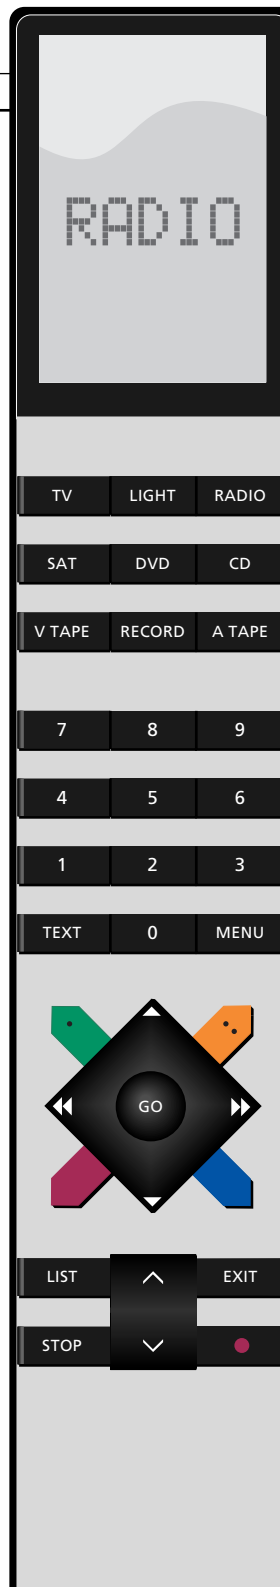 RADIO
TV LIGHT RADIO
SAT DVD CD
V TAPE RECORD A TAPE
7 8 9
4 5 6
1 2 3
TEXT 0 MENU
GO
LIST EXIT
STOP